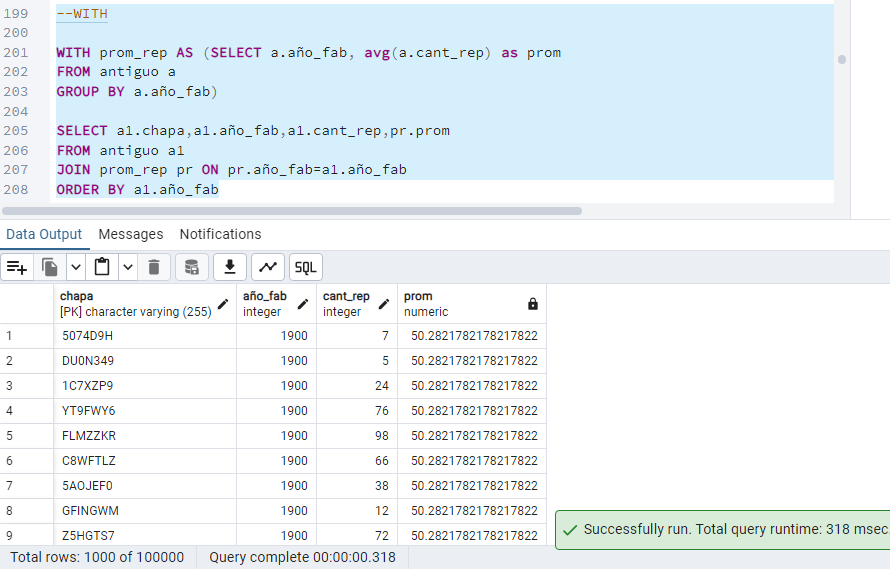 199 --WITH
200
201 WITH prom_rep AS (SELECT a.año_fab, avg(a.cant_rep) as prom
202 FROM antiguo a
203 GROUP BY a.año_fab)
204
205 SELECT a1.chapa,a1.año_fab,a1.cant_rep,pr.prom
206 FROM antiguo a1
207 JOIN prom_rep pr ON pr.año_fab=a1.año_fab
208 ORDER BY a1.año_fab
Data Output Messages Notifications
SQL
chapa año_fab cant_rep prom
[PK] character varying (255) integer integer numeric
1 5074D9H 1900 7 50.2821782178217822
2 DU0N349 1900 5 50.2821782178217822
3 1C7XZP9 1900 24 50.2821782178217822
4 YT9FWY6 1900 76 50.2821782178217822
5 FLMZZKR 1900 98 50.2821782178217822
6 C8WFTLZ 1900 66 50.2821782178217822
7 5AOJEF0 1900 38 50.2821782178217822
8 GFINGWM 1900 12 50.2821782178217822
9 Z5HGTS7 1900 72 50.2821782178217822
Successfully run. Total query runtime: 318 msec.
Total rows: 1000 of 100000 Query complete 00:00:00.318